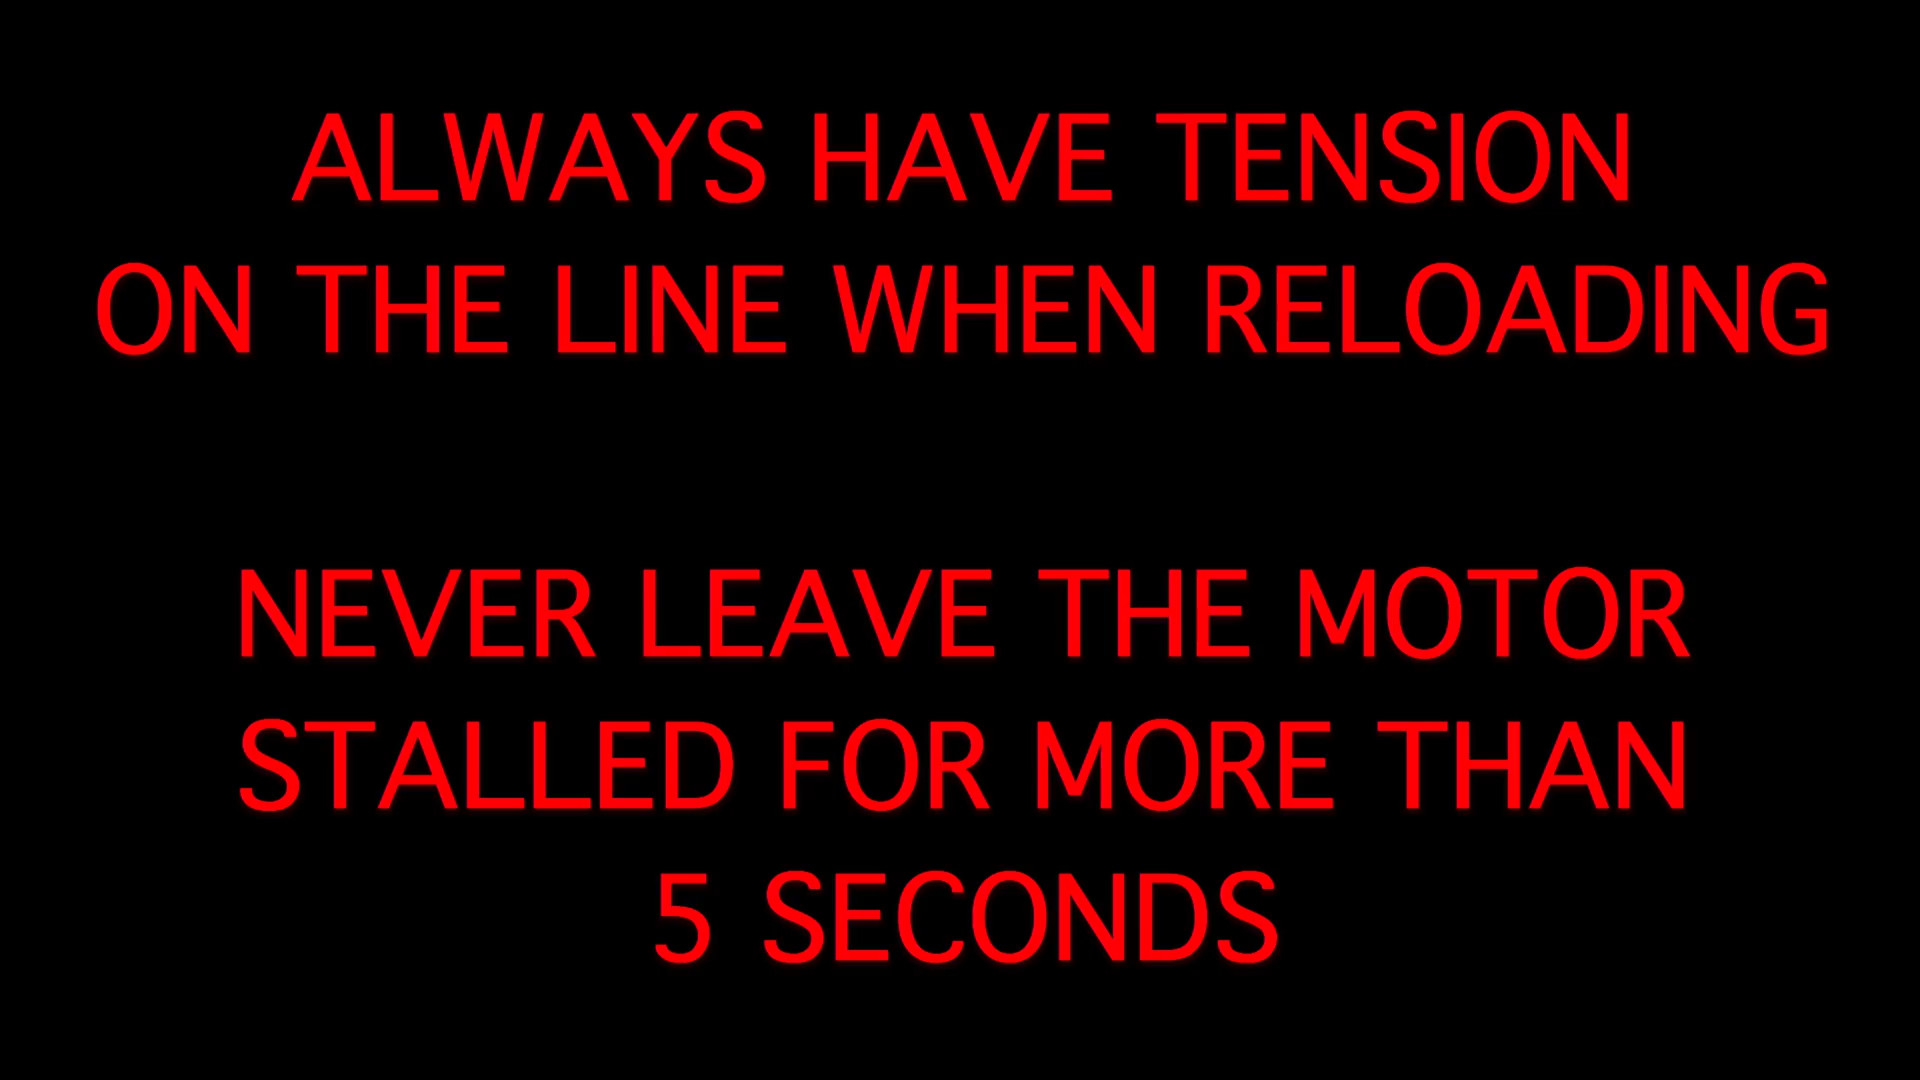 ALWAYS HAVE TENSION
ON THE LINE WHEN RELOADING
NEVER LEAVE THE MOTOR
STALLED FOR MORE THAN
5 SECONDS